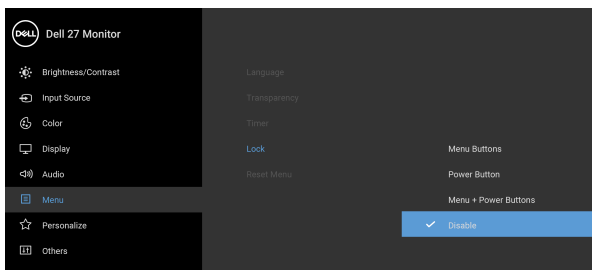 DELL Dell 27 Monitor
Brightness/Contrast
Input Source
Color
Display
Audio
Menu
Personalize
Others
Language
Transparency
Timer
Lock
Reset Menu
Menu Buttons
Power Button
Menu + Power Buttons
Disable